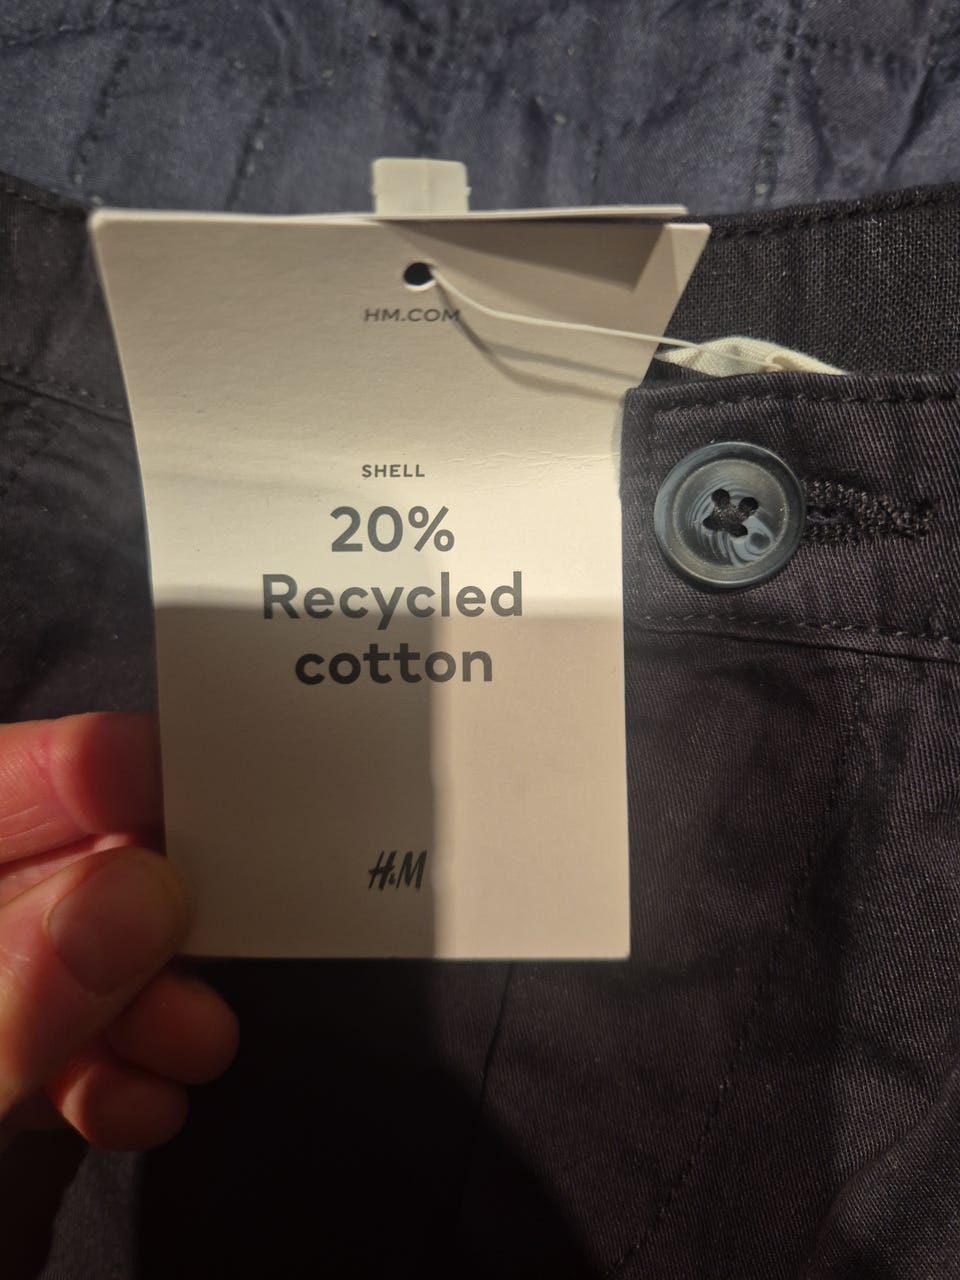 HM.COM
SHELL
20%
Recycled
cotton
H&M